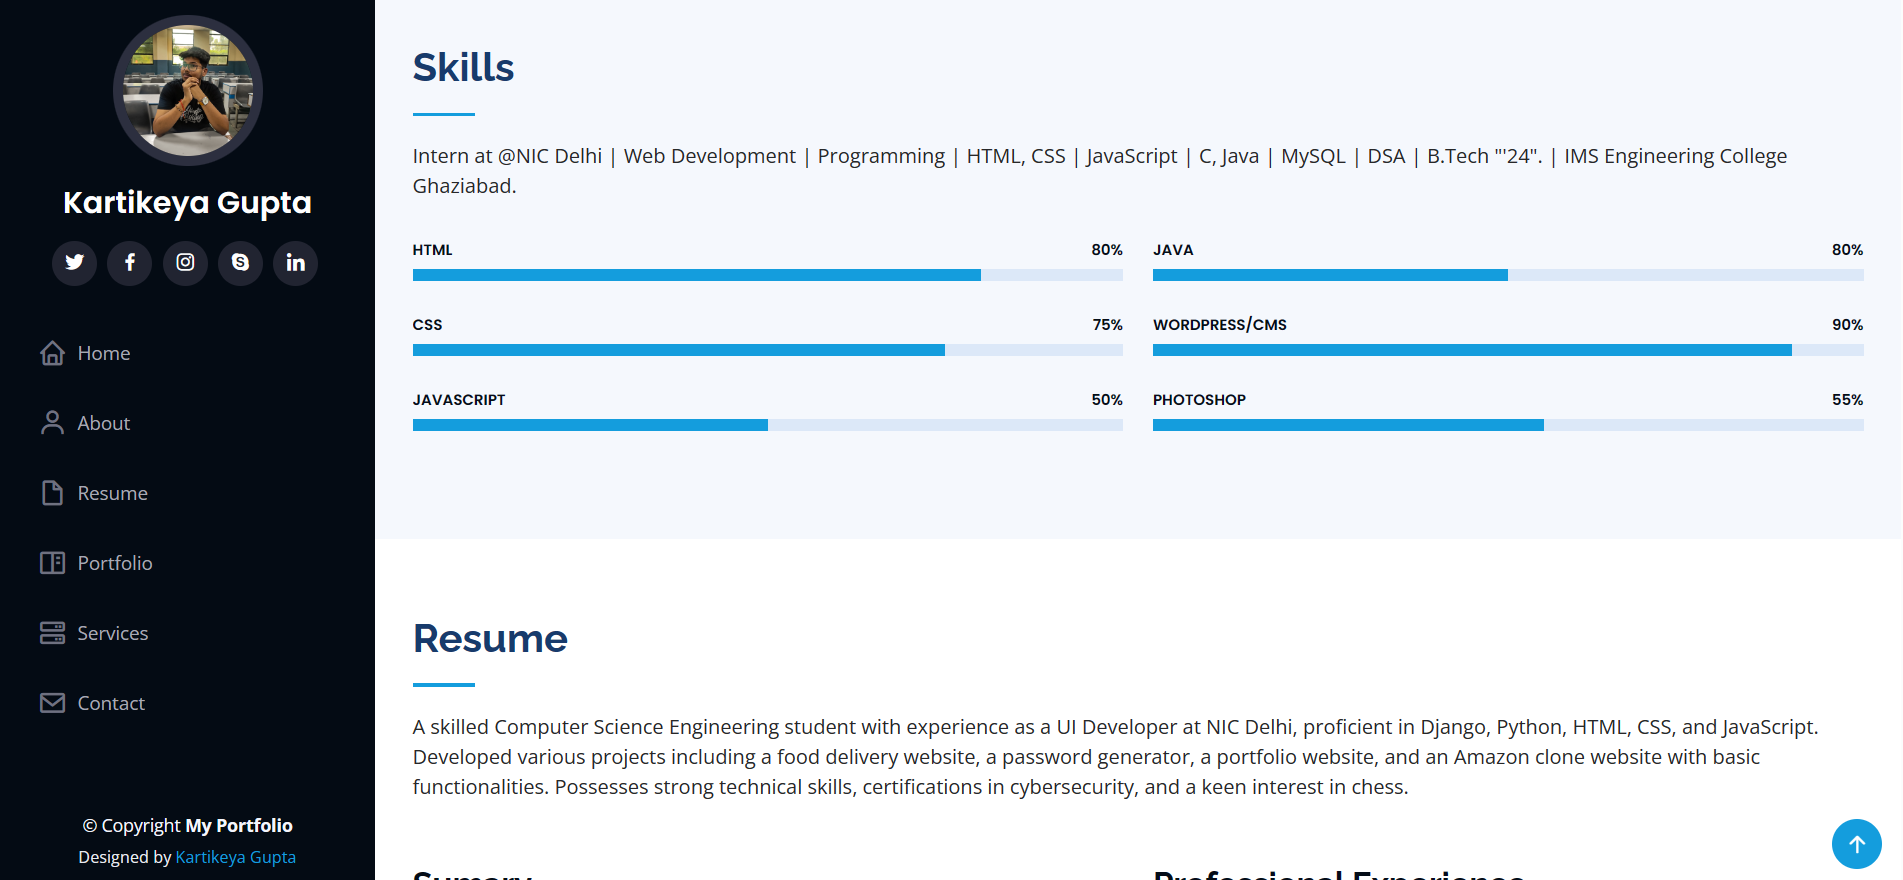 Kartikeya Gupta
Home
About
Resume
Portfolio
Services
Contact
© Copyright My Portfolio
Designed by Kartikeya Gupta
Skills
Intern at @NIC Delhi | Web Development | Programming | HTML, CSS | JavaScript | C, Java | MySQL | DSA | B.Tech "'24". | IMS Engineering College
Ghaziabad.
HTML 80%
CSS 75%
JAVASCRIPT 50%
JAVA 80%
WORDPRESS/CMS 90%
PHOTOSHOP 55%
Resume
A skilled Computer Science Engineering student with experience as a UI Developer at NIC Delhi, proficient in Django, Python, HTML, CSS, and JavaScript.
Developed various projects including a food delivery website, a password generator, a portfolio website, and an Amazon clone website with basic
functionalities. Possesses strong technical skills, certifications in cybersecurity, and a keen interest in chess.
Sumary
Professional Experience